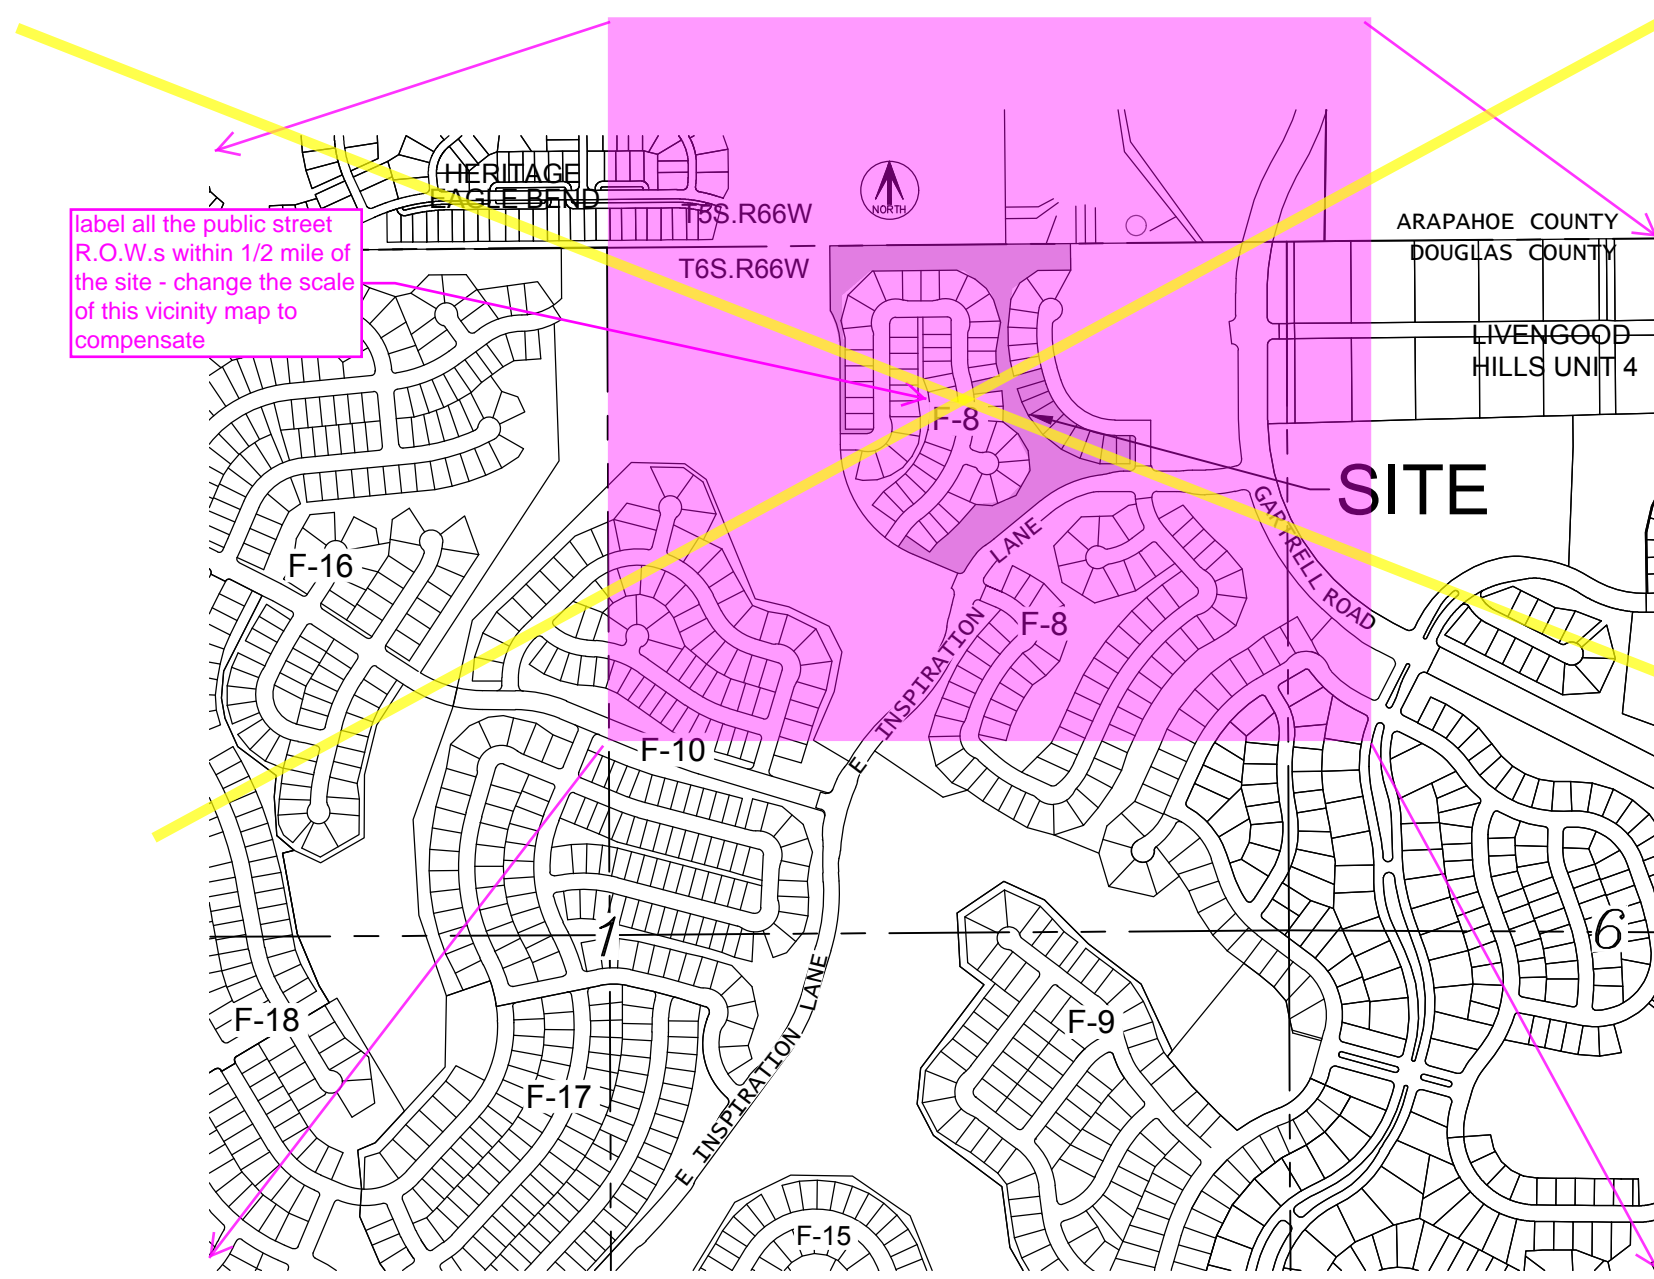 HERITAGE
EAGLE BEND
NORTH
T5S.R66W
T6S.R66W
ARAPAHOE COUNTY
DOUGLAS COUNTY
label all the public street
R.O.W.s within 1/2 mile of
the site - change the scale
of this vicinity map to
compensate
LIVENGOOD
HILLS UNIT 4
F-8
SITE
GARTRELL ROAD
F-16
F-8
E INSPIRATION LANE
F-10
1
6
F-18
F-9
F-17
E INSPIRATION LANE
F-15